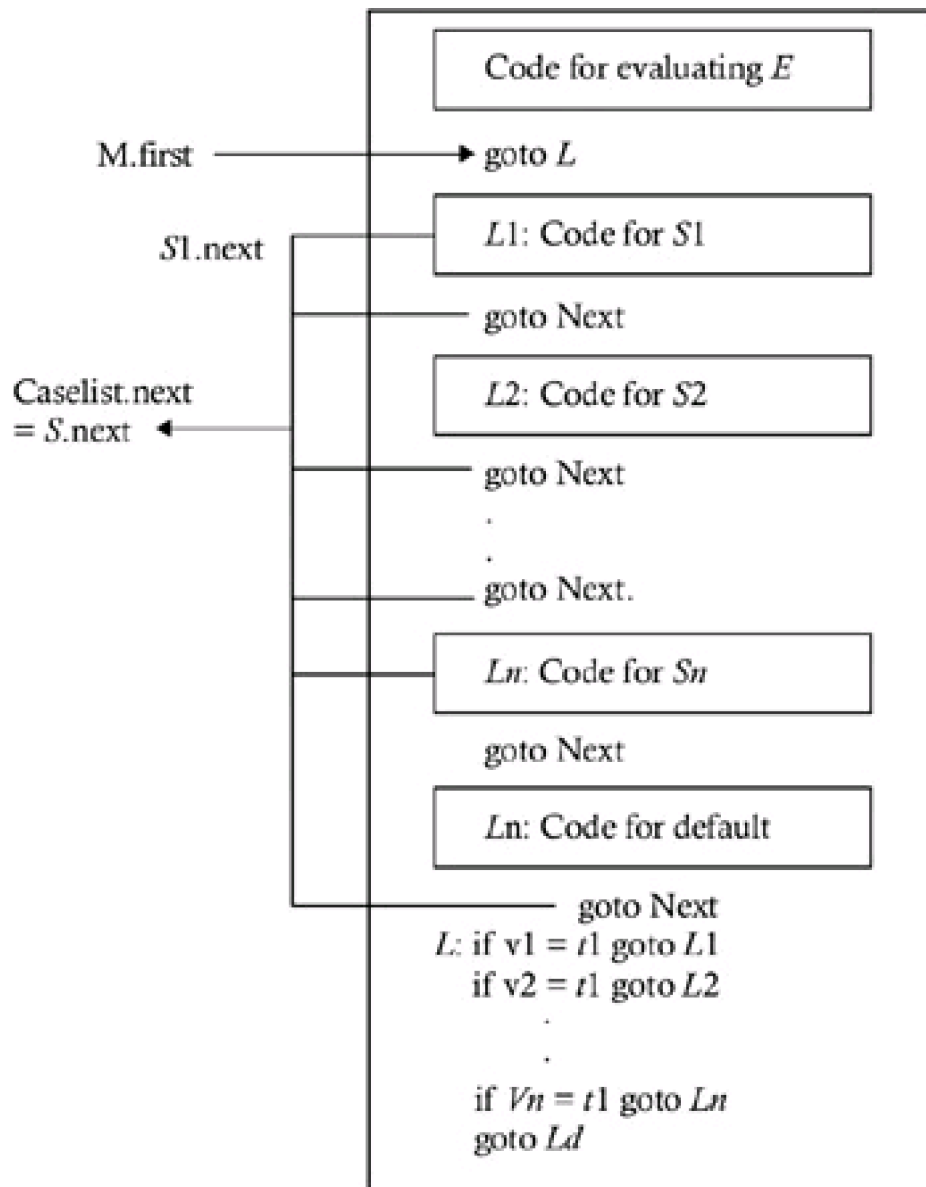 Code for evaluating E
M.first
goto L
L1: Code for S1
S1.next
goto Next
Caselist.next
= S.next
L2: Code for S2
goto Next
.
.
goto Next.
Ln: Code for Sn
goto Next
Ln: Code for default
goto Next
L: if v1 = t1 goto L1
if v2 = t1 goto L2
.
.
if Vn = t1 goto Ln
goto Ld